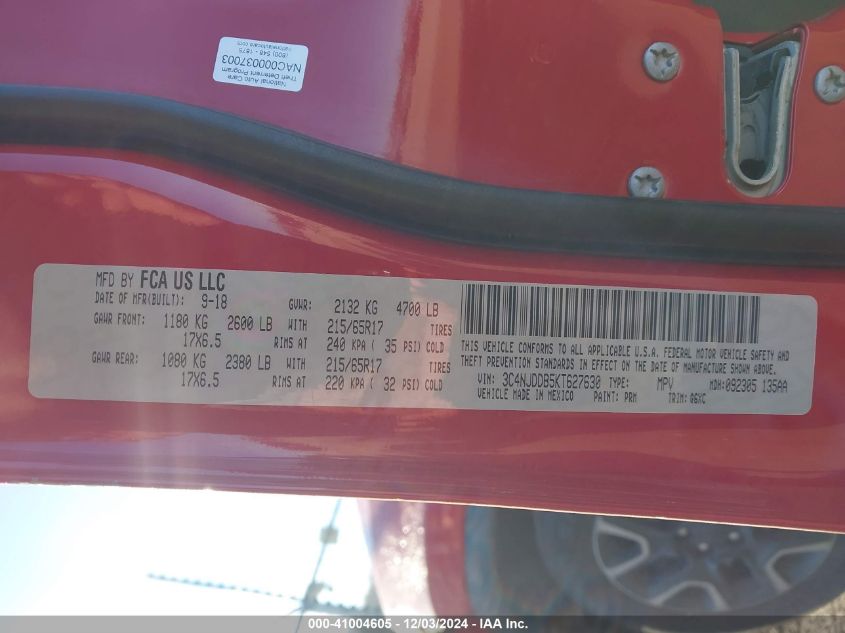 National Auto Care
Theft Deterrent Program
NAC000037003
(800) 548 - 1875
nationalautocare.com
MFD BY FCA US LLC
DATE OF MFR(BUILT): 9-18 GVWR: 2132 KG 4700 LB
GAWR FRONT: 1180 KG 2600 LB WITH 215/65R17 TIRES
17X6.5 RIMS AT 240 KPA ( 35 PSI) COLD
GAWR REAR: 1080 KG 2380 LB WITH 215/65R17 TIRES
17X6.5 RIMS AT 220 KPA ( 32 PSI) COLD
THIS VEHICLE CONFORMS TO ALL APPLICABLE U.S.A. FEDERAL MOTOR VEHICLE SAFETY AND
THEFT PREVENTION STANDARDS IN EFFECT ON THE DATE OF MANUFACTURE SHOWN ABOVE.
VIN: 3C4NJDDB5KT627630 TYPE: MPV MDH:092305 135AA
VEHICLE MADE IN MEXICO PAINT: PRM TRIM: G6XC
000-41004605 - 12/03/2024 - IAA Inc.